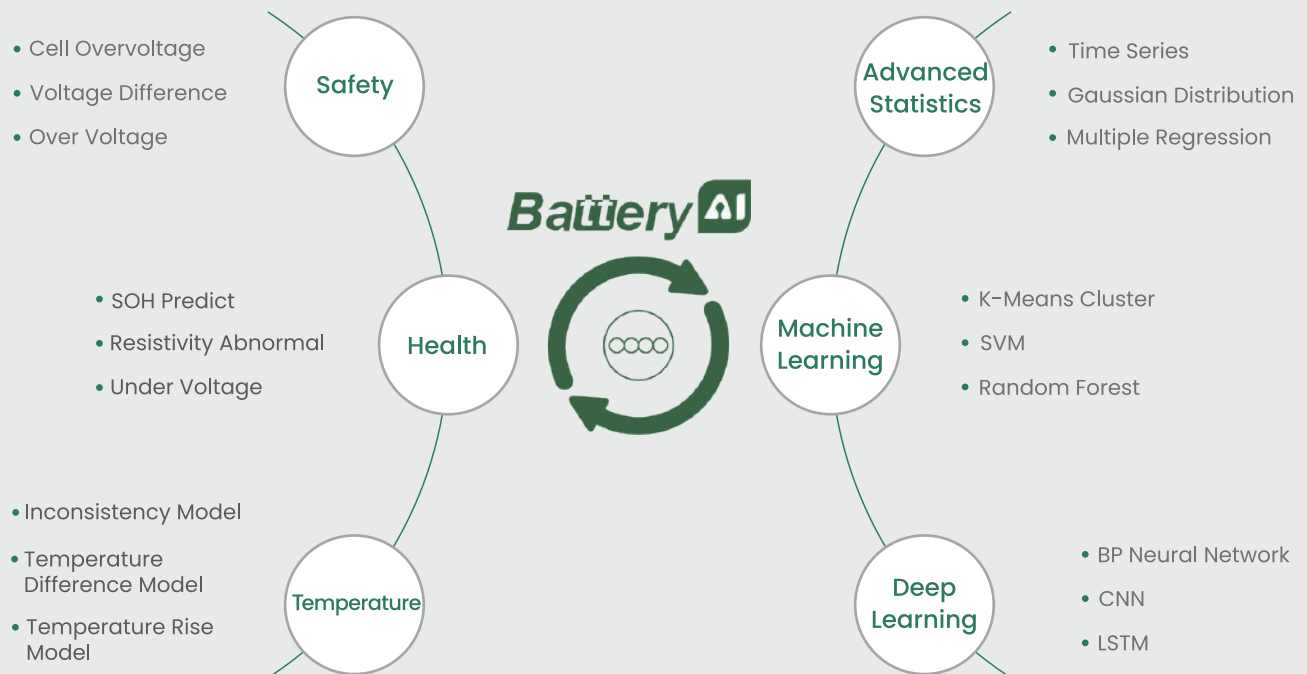 Safety
• Cell Overvoltage
• Voltage Difference
• Over Voltage
Health
• SOH Predict
• Resistivity Abnormal
• Under Voltage
Temperature
• Inconsistency Model
• Temperature
Difference Model
• Temperature Rise
Model
Battery AI
Advanced
Statistics
• Time Series
• Gaussian Distribution
• Multiple Regression
Machine
Learning
• K-Means Cluster
• SVM
• Random Forest
Deep
Learning
• BP Neural Network
• CNN
• LSTM